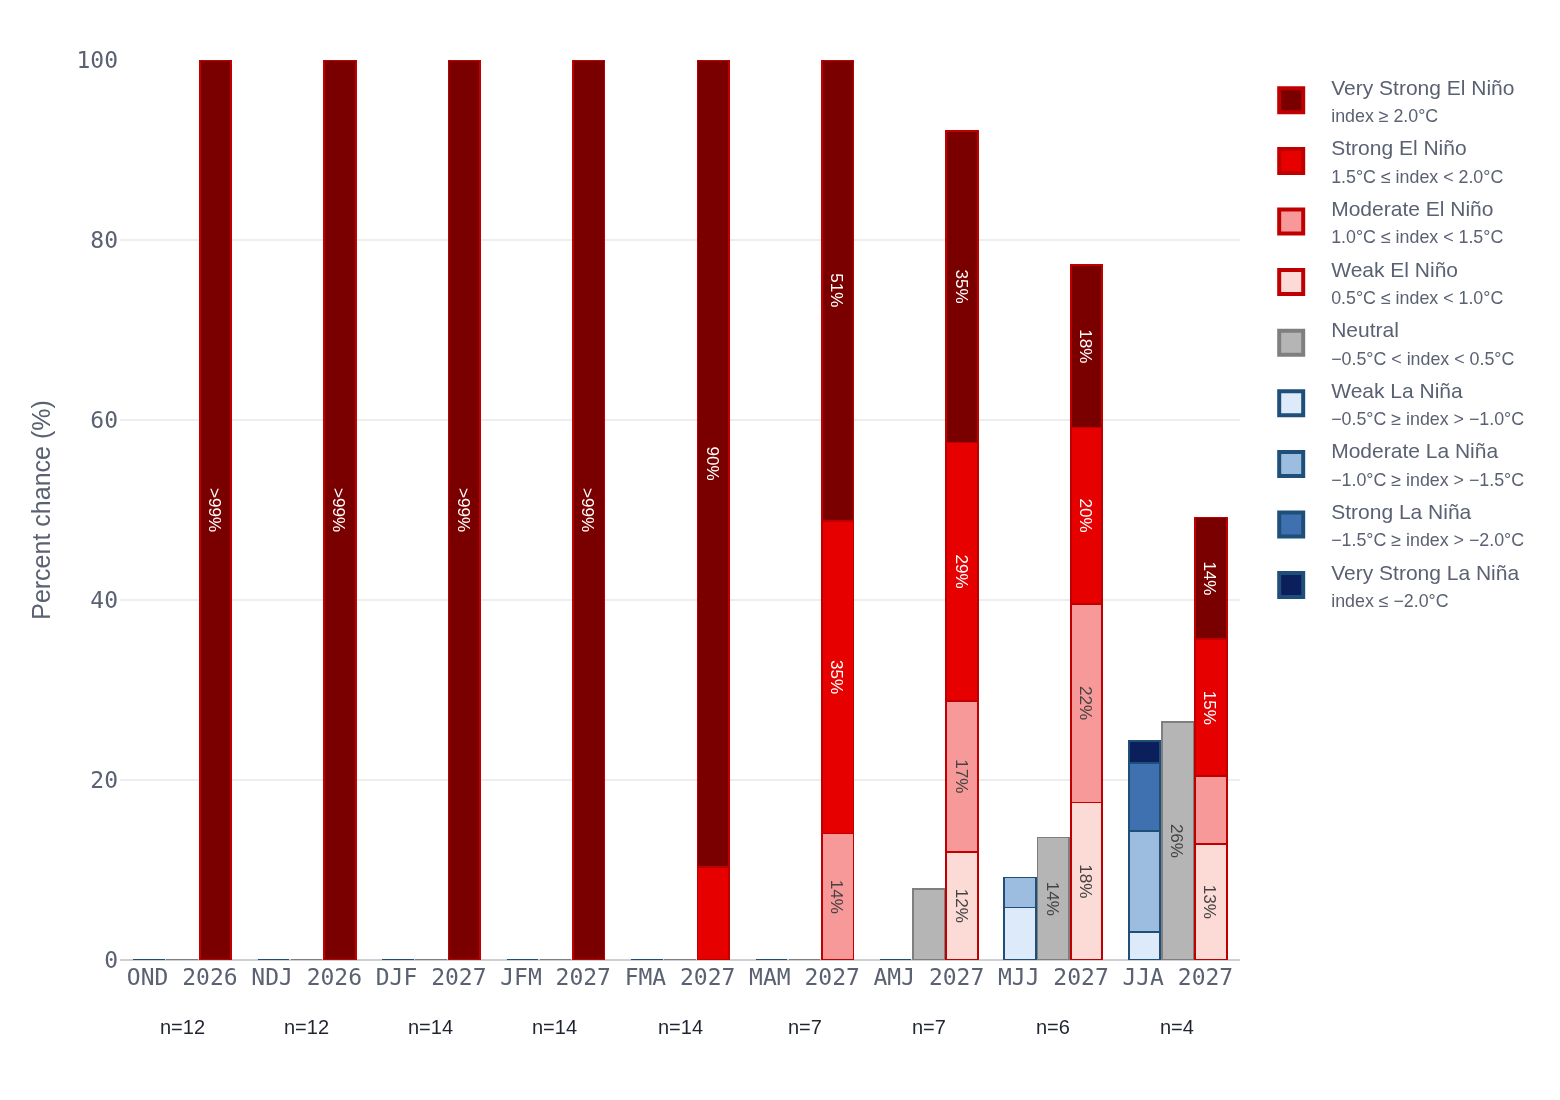 100
80
60
40
20
0
Percent chance (%)
>99%
>99%
>99%
>99%
90%
51%
35%
14%
35%
29%
17%
12%
14%
18%
20%
22%
18%
26%
14%
15%
13%
OND 2026 NDJ 2026 DJF 2027 JFM 2027 FMA 2027 MAM 2027 AMJ 2027 MJJ 2027 JJA 2027
n=12 n=12 n=14 n=14 n=14 n=7 n=7 n=6 n=4
Very Strong El Niño
index ≥ 2.0°C
Strong El Niño
1.5°C ≤ index < 2.0°C
Moderate El Niño
1.0°C ≤ index < 1.5°C
Weak El Niño
0.5°C ≤ index < 1.0°C
Neutral
−0.5°C < index < 0.5°C
Weak La Niña
−0.5°C ≥ index > −1.0°C
Moderate La Niña
−1.0°C ≥ index > −1.5°C
Strong La Niña
−1.5°C ≥ index > −2.0°C
Very Strong La Niña
index ≤ −2.0°C